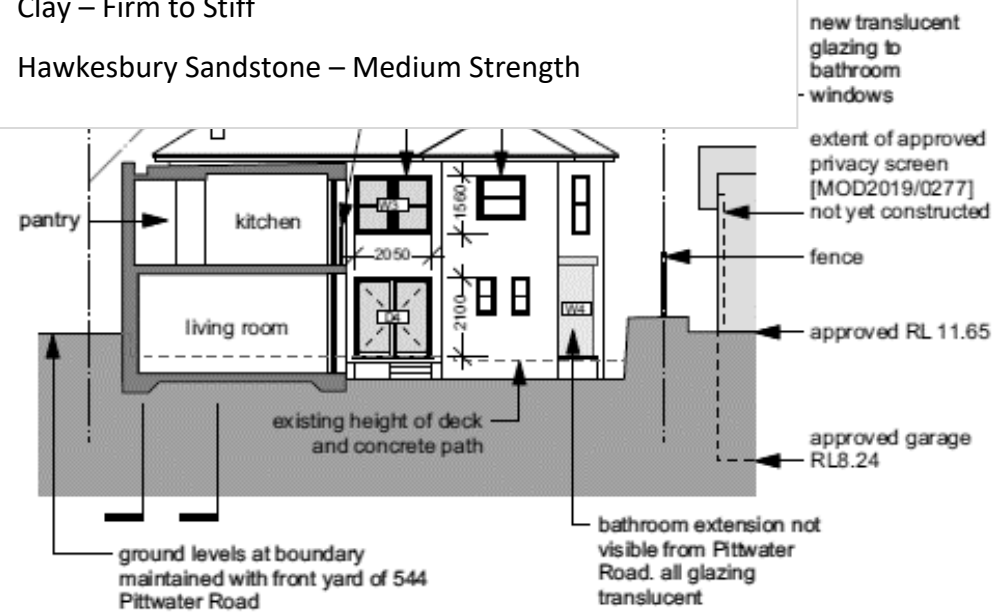 Clay – Firm to Stiff
Hawkesbury Sandstone – Medium Strength
new translucent
glazing to
bathroom
windows
extent of approved
privacy screen
[MOD2019/0277]
not yet constructed
pantry
kitchen
W3
1560
2050
fence
living room
D4
2100
W4
approved RL 11.65
existing height of deck
and concrete path
approved garage
RL8.24
ground levels at boundary
maintained with front yard of 544
Pittwater Road
bathroom extension not
visible from Pittwater
Road. all glazing
translucent